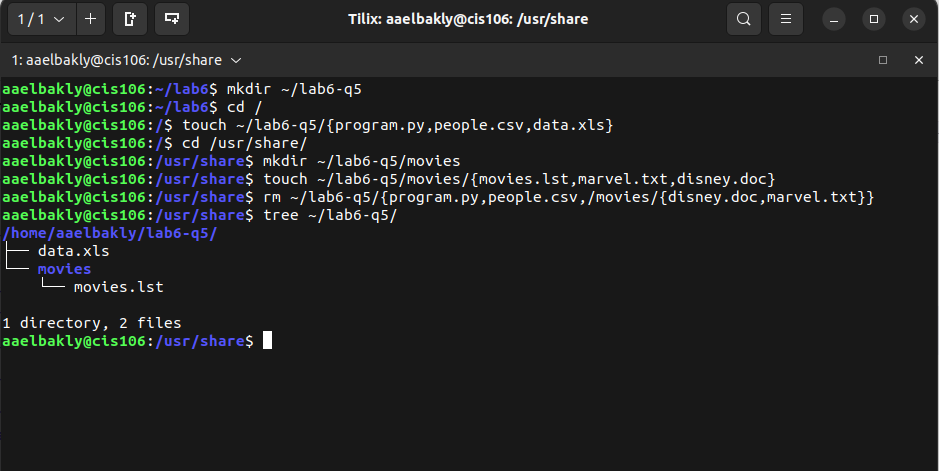 1 / 1
Tilix: aaelbakly@cis106: /usr/share
1: aaelbakly@cis106: /usr/share
aaelbakly@cis106:~/lab6$ mkdir ~/lab6-q5
aaelbakly@cis106:~/lab6$ cd /
aaelbakly@cis106:/$ touch ~/lab6-q5/{program.py,people.csv,data.xls}
aaelbakly@cis106:/$ cd /usr/share/
aaelbakly@cis106:/usr/share$ mkdir ~/lab6-q5/movies
aaelbakly@cis106:/usr/share$ touch ~/lab6-q5/movies/{movies.lst,marvel.txt,disney.doc}
aaelbakly@cis106:/usr/share$ rm ~/lab6-q5/{program.py,people.csv,/movies/{disney.doc,marvel.txt}}
aaelbakly@cis106:/usr/share$ tree ~/lab6-q5/
/home/aaelbakly/lab6-q5/
├── data.xls
└── movies
    └── movies.lst
1 directory, 2 files
aaelbakly@cis106:/usr/share$